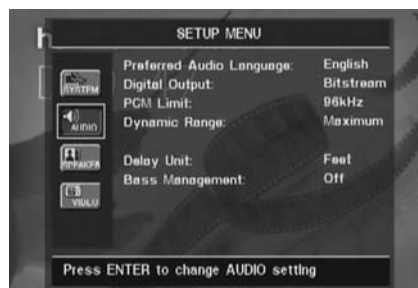 SETUP MENU
Preferred Audio Language: English
Digital Output: Bitstream
PCM Limit: 96kHz
Dynamic Range: Maximum
Delay Unit: Feet
Bass Management: Off
SYSTEM
AUDIO
SPEAKER
VIDEO
Press ENTER to change AUDIO setting